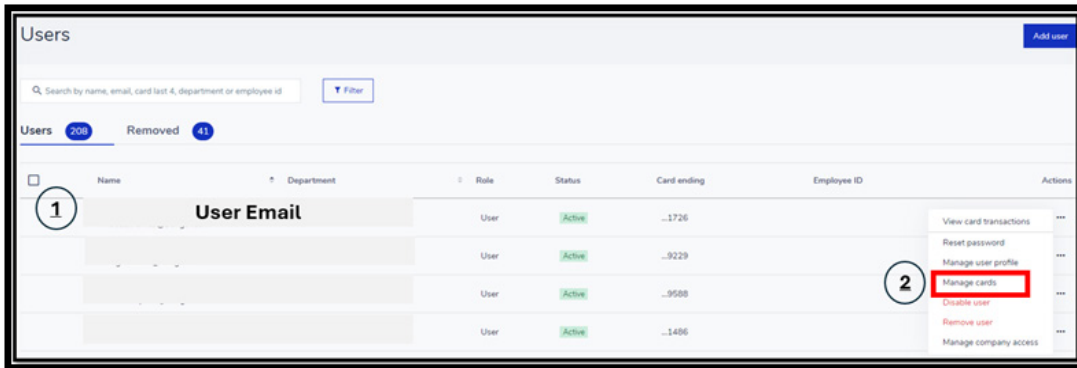 Users
Add user
Search by name, email, card last 4, department or employee id
Filter
Users 208 Removed 41
Name Department Role Status Card ending Employee ID Actions
1 User Email User Active ...1726
View card transactions
Reset password
User Active ...9229
Manage user profile
2 Manage cards
User Active ...9588
Disable user
Remove user
User Active ...1486
Manage company access